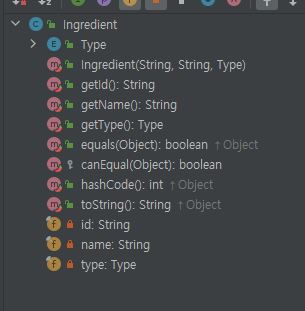 Ingredient
Type
Ingredient(String, String, Type)
getId(): String
getName(): String
getType(): Type
equals(Object): boolean ↑Object
canEqual(Object): boolean
hashCode(): int ↑Object
toString(): String ↑Object
id: String
name: String
type: Type